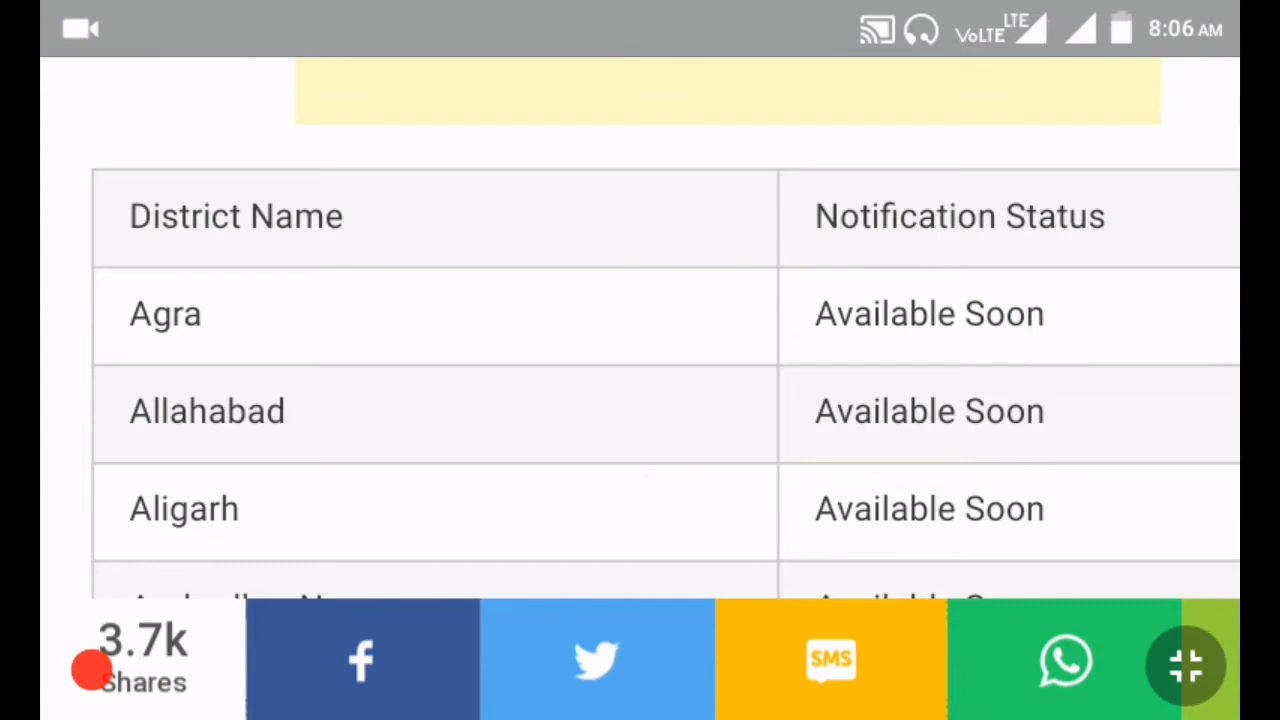 VoLTE LTE 8:06 AM
District Name Notification Status
Agra Available Soon
Allahabad Available Soon
Aligarh Available Soon
3.7k
Shares
SMS